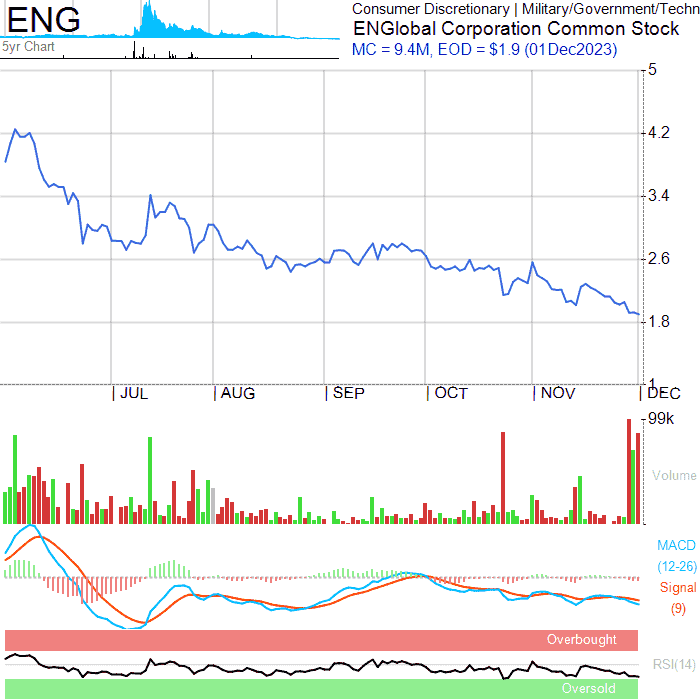 ENG
5yr Chart
Consumer Discretionary | Military/Government/Techn
ENGlobal Corporation Common Stock
MC = 9.4M, EOD = $1.9 (01Dec2023)
5
4.2
3.4
2.6
1.8
1
JUL
AUG
SEP
OCT
NOV
DEC
99k
Volume
MACD
(12-26)
Signal
(9)
Overbought
RSI(14)
Oversold